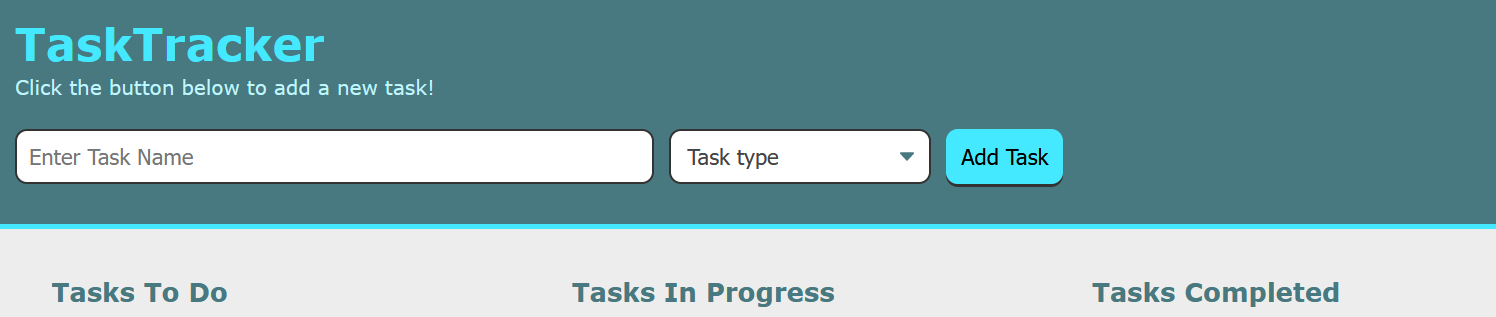 TaskTracker
Click the button below to add a new task!
Enter Task Name Task type Add Task
Tasks To Do Tasks In Progress Tasks Completed